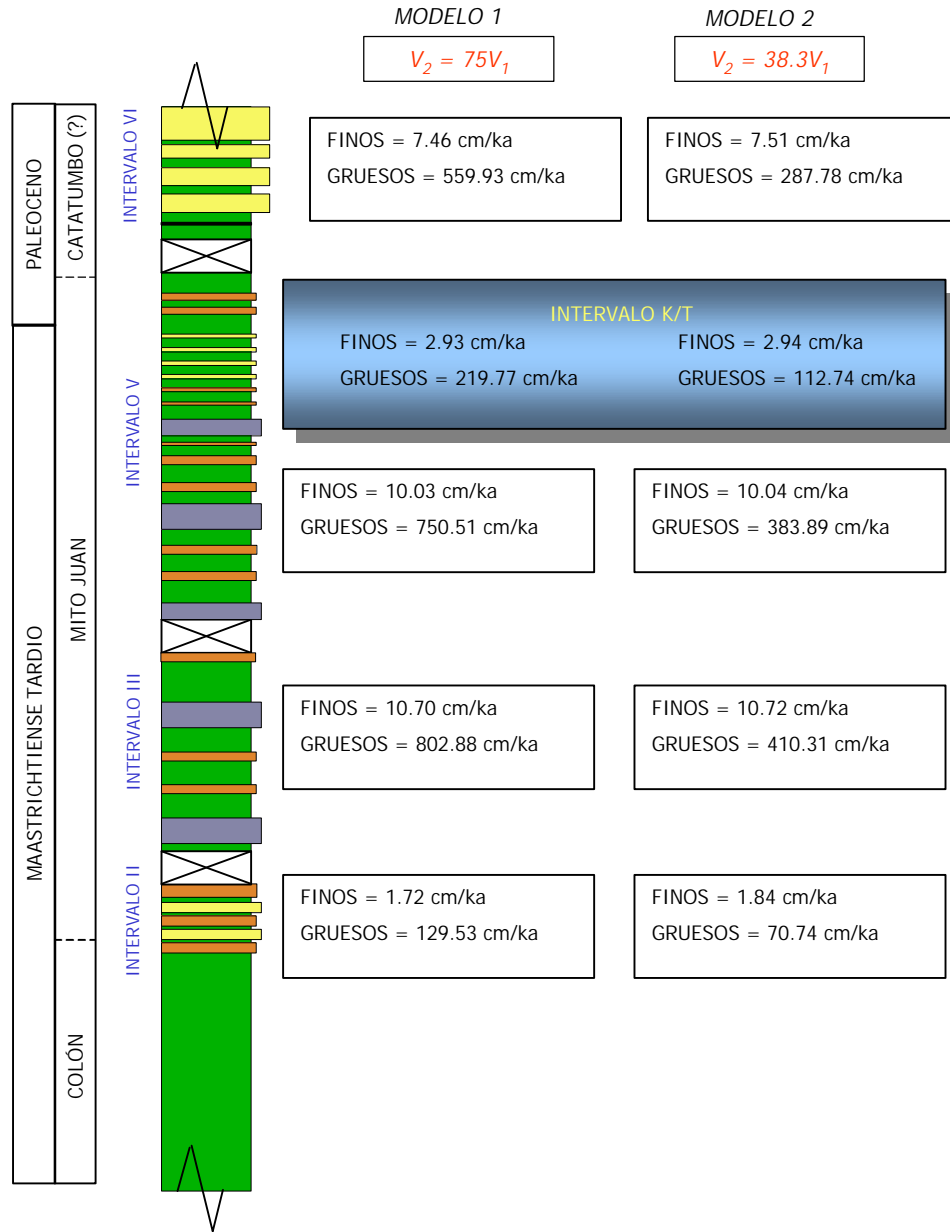 MODELO 1
MODELO 2
V2 = 75V1
V2 = 38.3V1
PALEOCENO
CATATUMBO (?)
INTERVALO VI
FINOS = 7.46 cm/ka
GRUESOS = 559.93 cm/ka
FINOS = 7.51 cm/ka
GRUESOS = 287.78 cm/ka
INTERVALO K/T
FINOS = 2.93 cm/ka
GRUESOS = 219.77 cm/ka
FINOS = 2.94 cm/ka
GRUESOS = 112.74 cm/ka
MAASTRICHTIENSE TARDIO
MITO JUAN
INTERVALO V
FINOS = 10.03 cm/ka
GRUESOS = 750.51 cm/ka
FINOS = 10.04 cm/ka
GRUESOS = 383.89 cm/ka
INTERVALO III
FINOS = 10.70 cm/ka
GRUESOS = 802.88 cm/ka
FINOS = 10.72 cm/ka
GRUESOS = 410.31 cm/ka
INTERVALO II
FINOS = 1.72 cm/ka
GRUESOS = 129.53 cm/ka
FINOS = 1.84 cm/ka
GRUESOS = 70.74 cm/ka
COLÓN